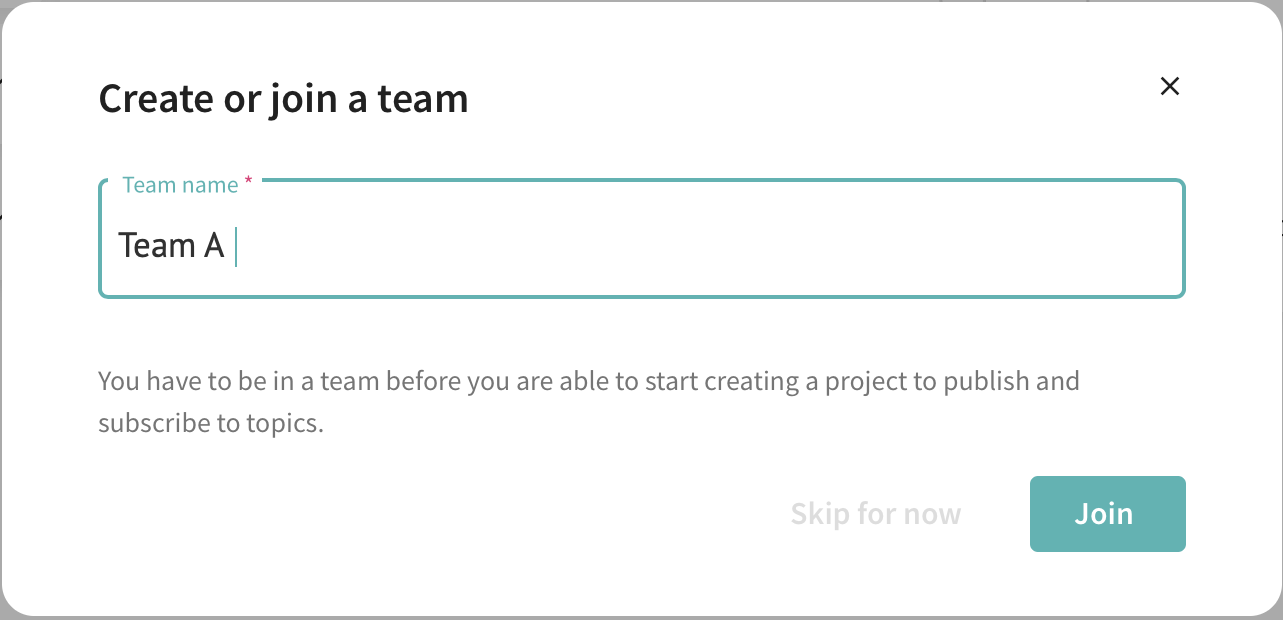 Create or join a team
Team name *
Team A
You have to be in a team before you are able to start creating a project to publish and
subscribe to topics.
Skip for now
Join